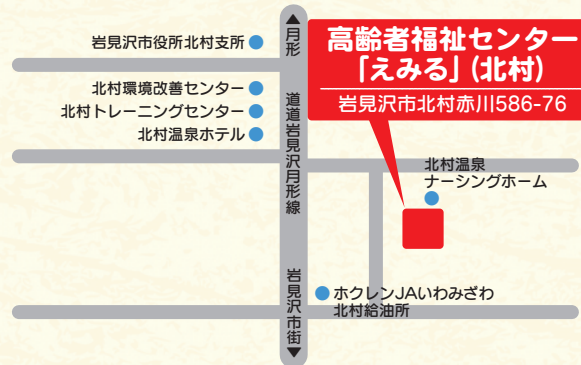 ▲月形
岩見沢市役所北村支所
北村環境改善センター
北村トレーニングセンター
北村温泉ホテル
道道岩見沢月形線
高齢者福祉センター
「えみる」(北村)
岩見沢市北村赤川586-76
北村温泉
ナーシングホーム
ホクレンJAいわみざわ
北村給油所
岩見沢市街▼